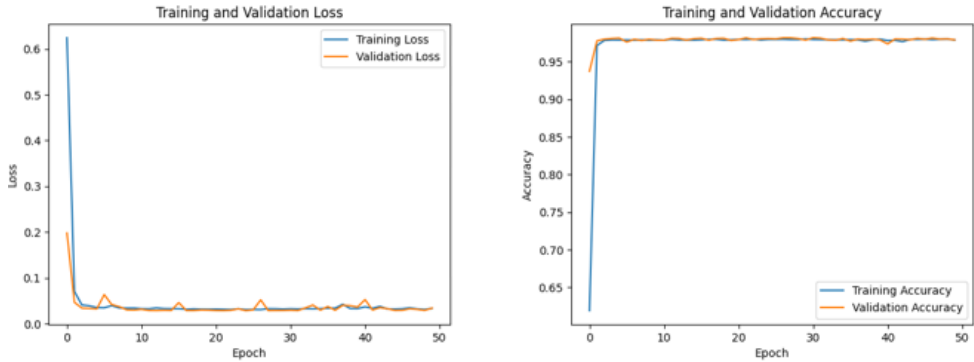 Training and Validation Loss
Training Loss
Validation Loss
0.6
0.5
0.4
0.3
0.2
0.1
0.0
Loss
0
10
20
30
40
50
Epoch
Training and Validation Accuracy
0.95
0.90
0.85
0.80
0.75
0.70
0.65
Accuracy
Training Accuracy
Validation Accuracy
0
10
20
30
40
50
Epoch